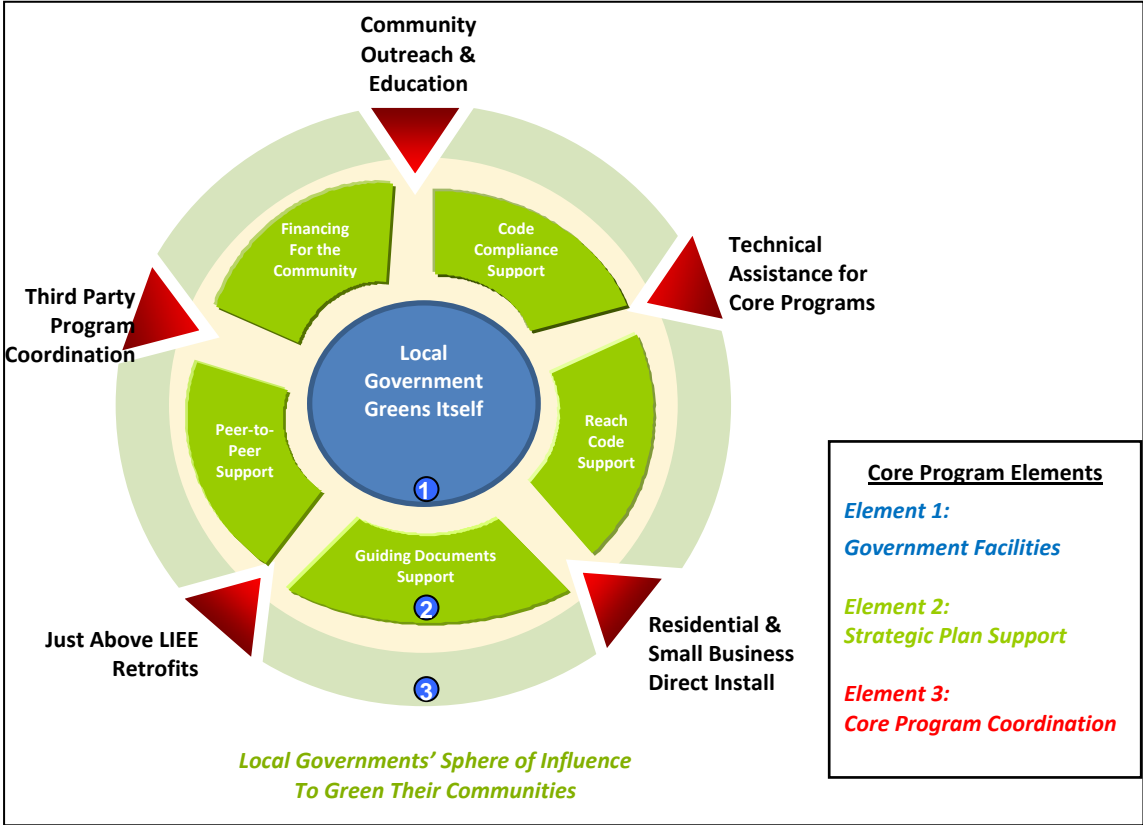 Community
Outreach &
Education
Financing
For the
Community
Code
Compliance
Support
Technical
Assistance for
Core Programs
Third Party
Program
Coordination
Local
Government
Greens Itself
1
Peer-to-
Peer
Support
Reach
Code
Support
Guiding Documents
Support
2
Just Above LIEE
Retrofits
3
Residential &
Small Business
Direct Install
Local Governments’ Sphere of Influence
To Green Their Communities
Core Program Elements
Element 1:
Government Facilities
Element 2:
Strategic Plan Support
Element 3:
Core Program Coordination